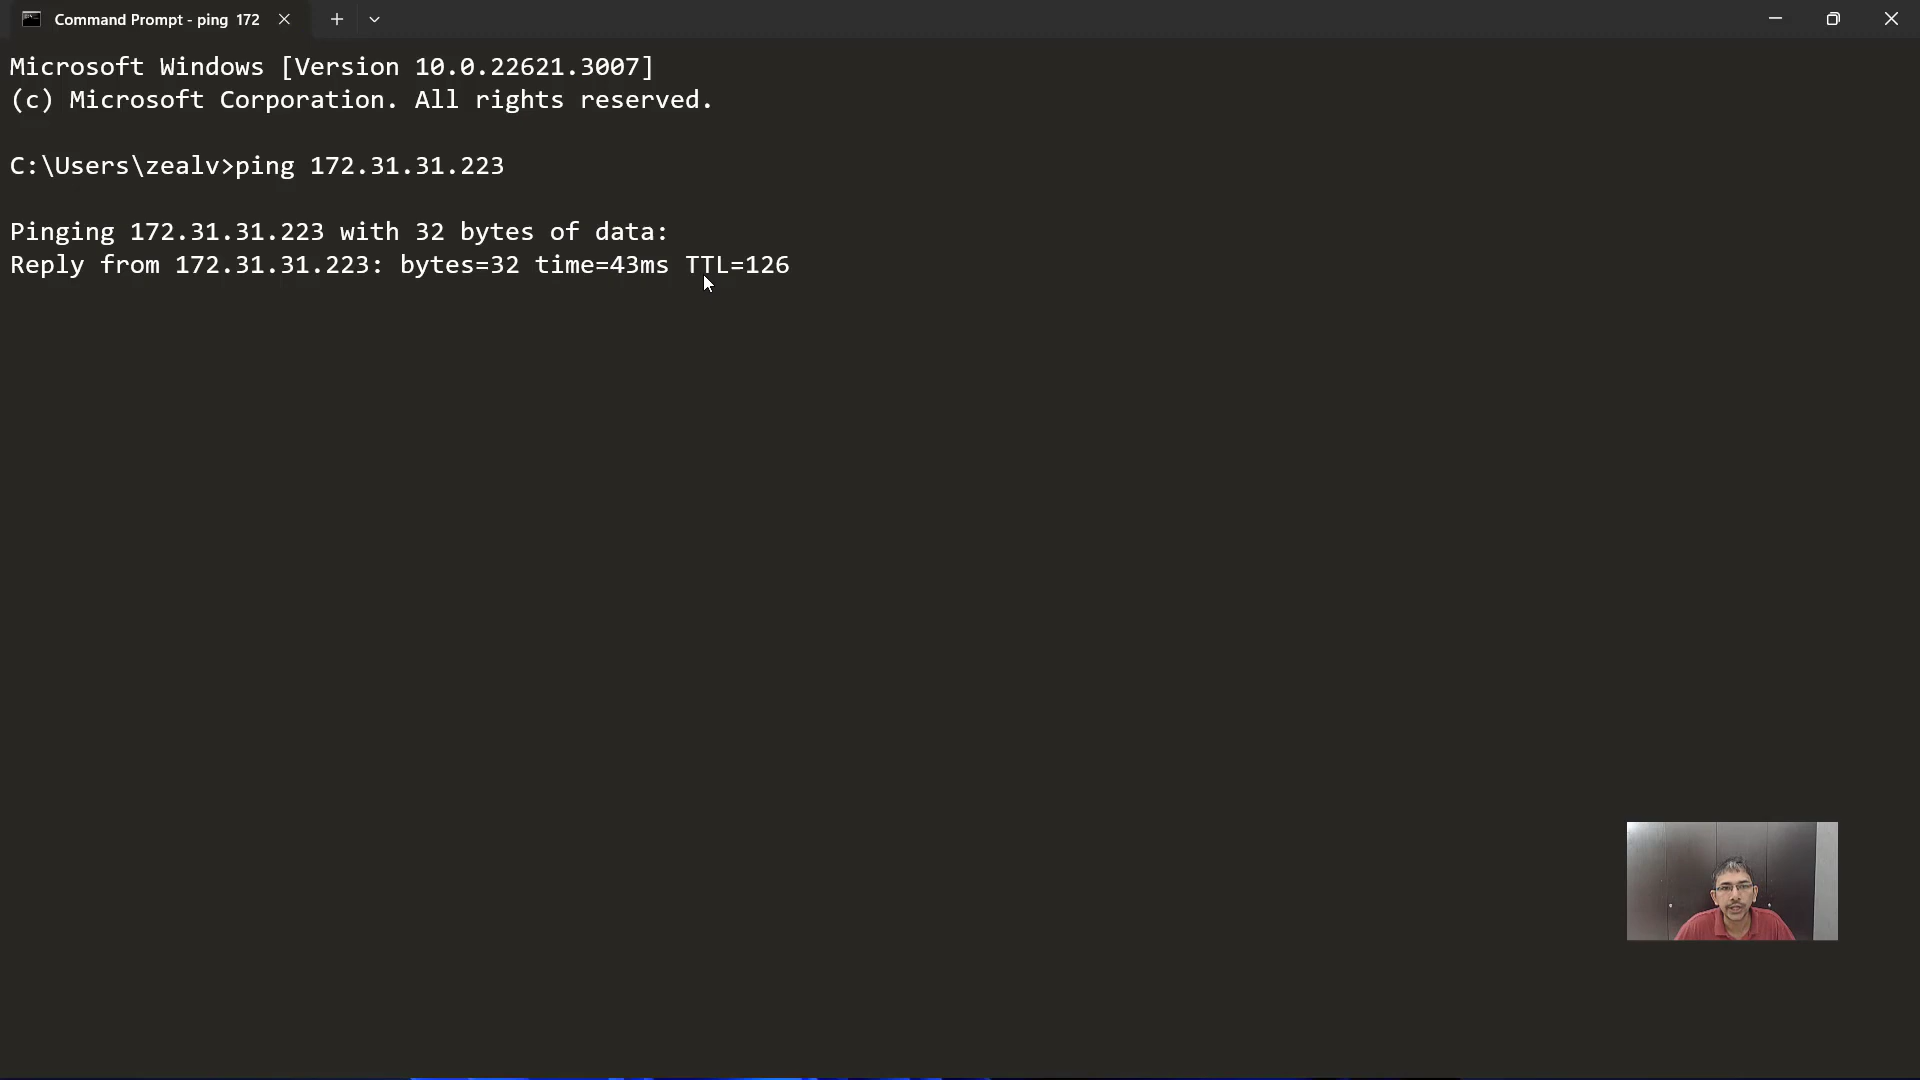 Command Prompt - ping 172
Microsoft Windows [Version 10.0.22621.3007]
(c) Microsoft Corporation. All rights reserved.
C:\Users\zealv>ping 172.31.31.223
Pinging 172.31.31.223 with 32 bytes of data:
Reply from 172.31.31.223: bytes=32 time=43ms TTL=126